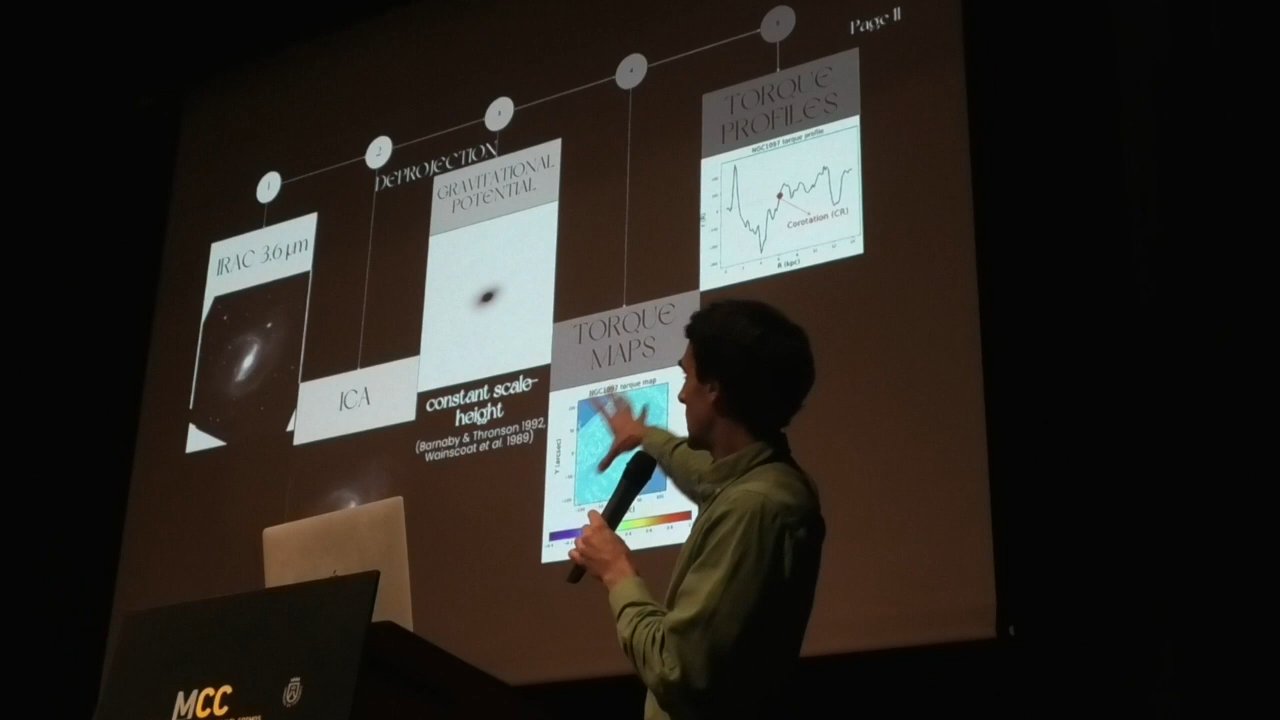 Page 11
1
2
3
4
5
DEPROJECTION
IRAC 3.6 µm
ICA
GRAVITATIONAL
POTENTIAL
constant scale-
height
(Barnaby & Thronson 1992,
Wainscoat et al. 1989)
TORQUE
MAPS
NGC1097 torque map
Y (arcsec)
TORQUE
PROFILES
NGC1097 torque profile
Corotation (CR)
R (kpc)
MCC